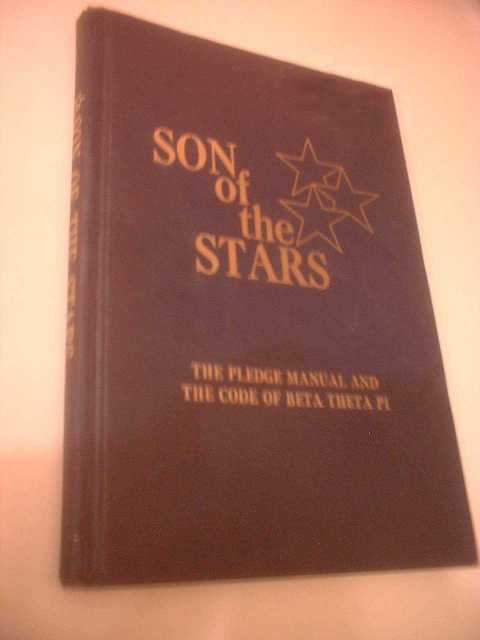 SON
of
the
STARS
THE PLEDGE MANUAL AND
THE CODE OF BETA THETA PI
SON OF THE STARS